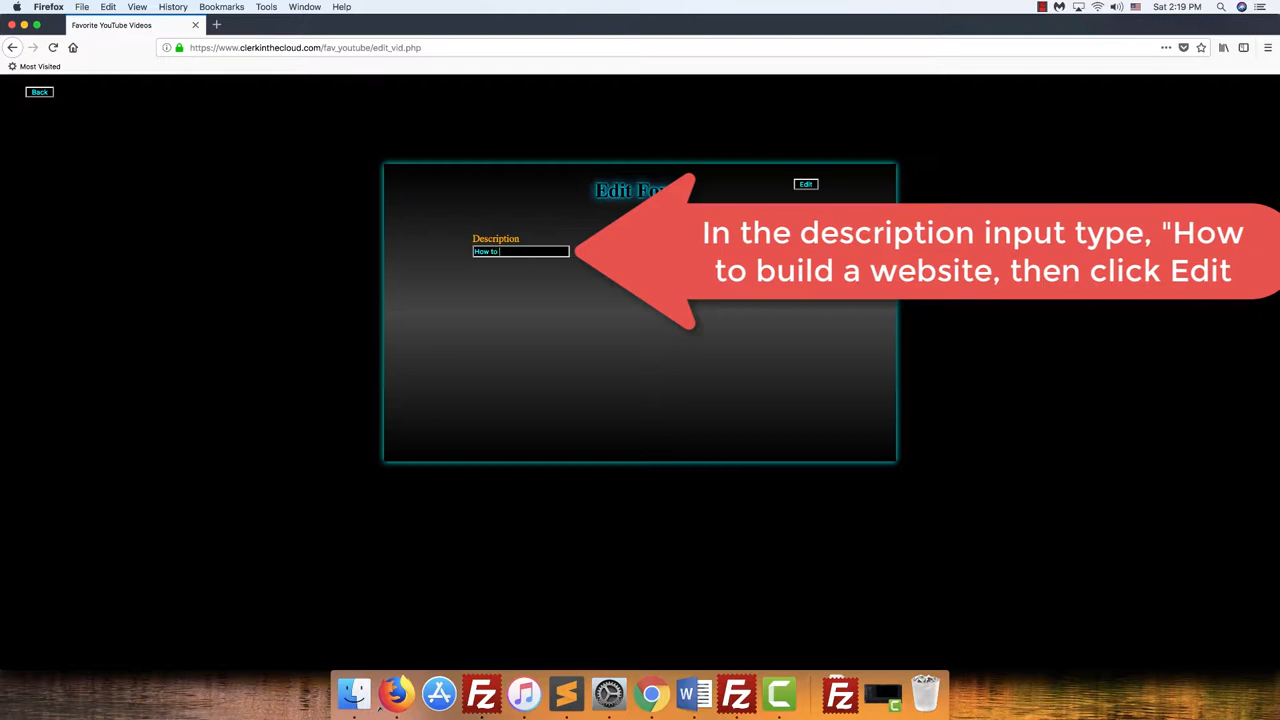 Firefox File Edit View History Bookmarks Tools Window Help Sat 2:19 PM
Favorite YouTube Videos
https://www.clerkinthecloud.com/fav_youtube/edit_vid.php
Most Visited
Back
Edit Fo
Edit
Description
How to
In the description input type, "How
to build a website, then click Edit